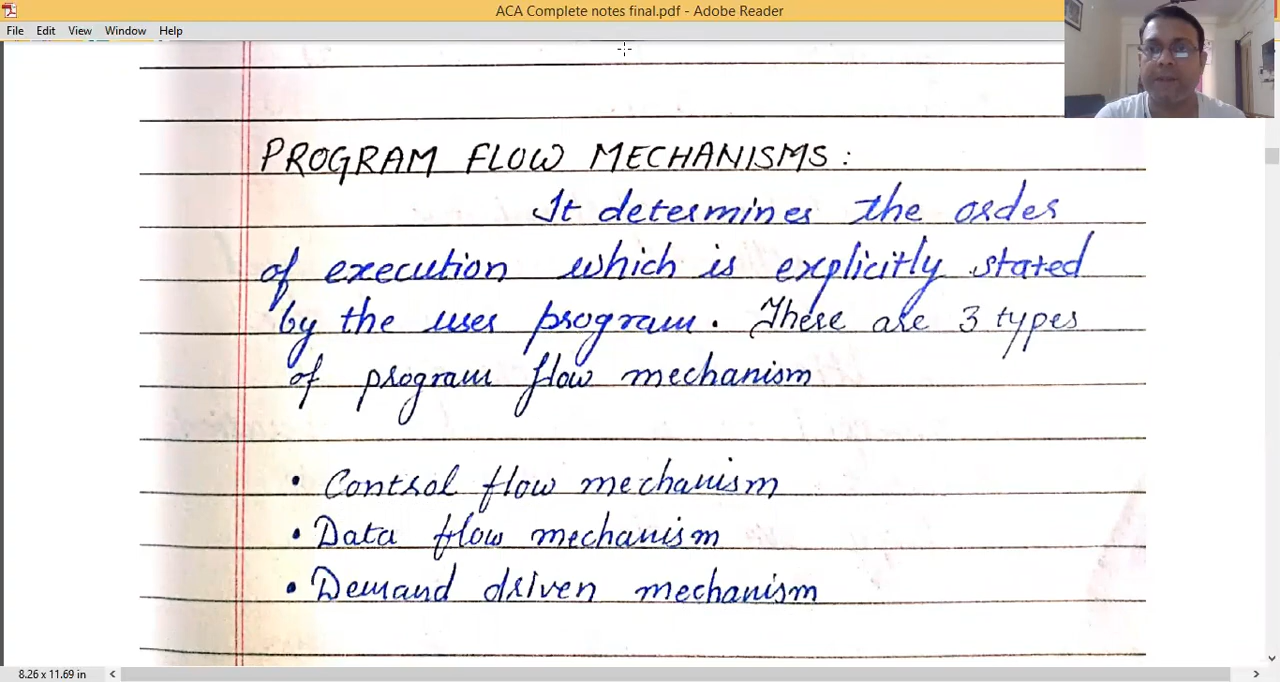 ACA Complete notes final.pdf - Adobe Reader
File Edit View Window Help
PROGRAM FLOW MECHANISMS:
It determines the order
of execution which is explicitly stated
by the user program. There are 3 types
of program flow mechanism
• Control flow mechanism
• Data flow mechanism
• Demand driven mechanism
8.26 x 11.69 in